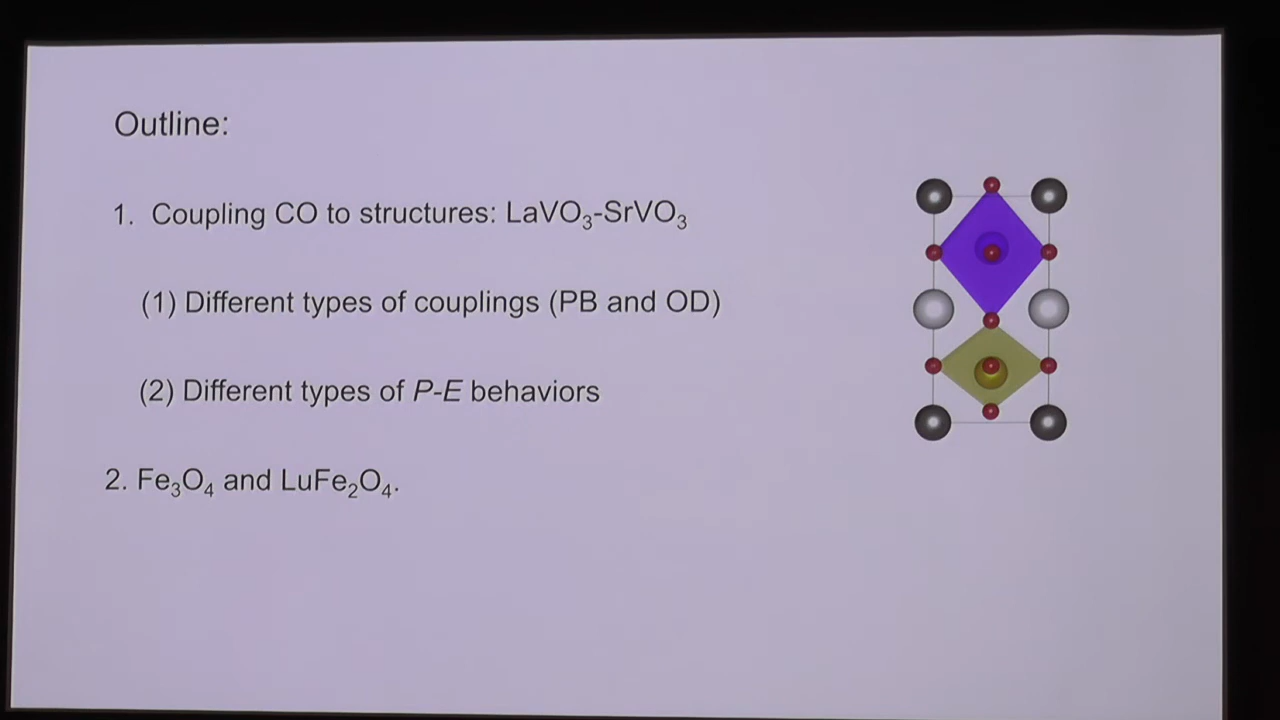 Outline:
1. Coupling CO to structures: LaVO₃-SrVO₃
(1) Different types of couplings (PB and OD)
(2) Different types of P-E behaviors
2. Fe₃O₄ and LuFe₂O₄.